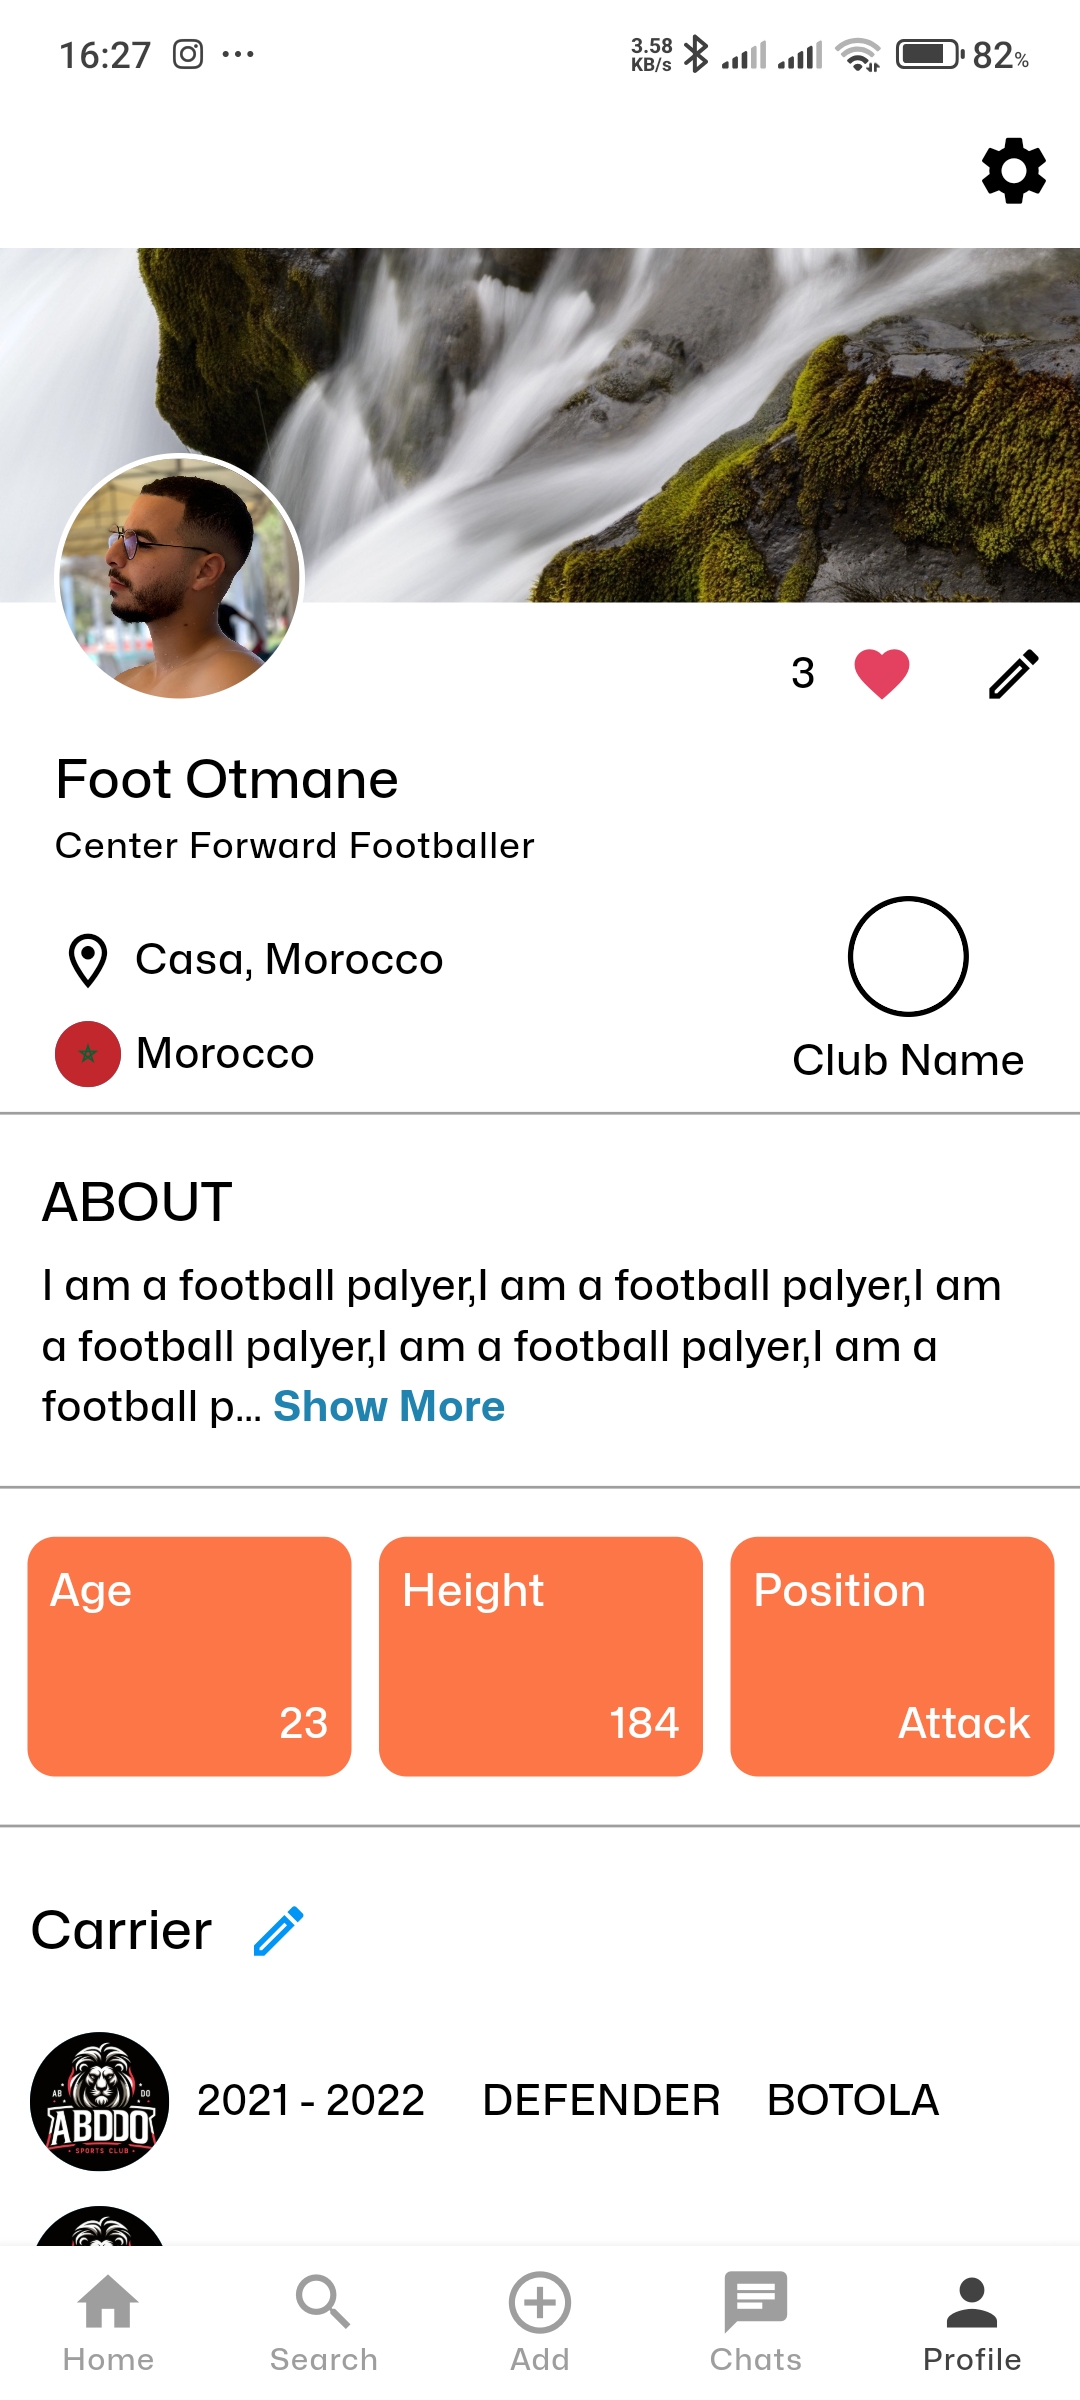 16:27
3.58
KB/s
82%
3
Foot Otmane
Center Forward Footballer
Casa, Morocco
Morocco
Club Name
ABOUT
I am a football palyer,I am a football palyer,I am
a football palyer,I am a football palyer,I am a
football p... Show More
Age
23
Height
184
Position
Attack
Carrier
AB DO
ABDDO
SPORTS CLUB
2021 - 2022 DEFENDER BOTOLA
Home
Search
Add
Chats
Profile